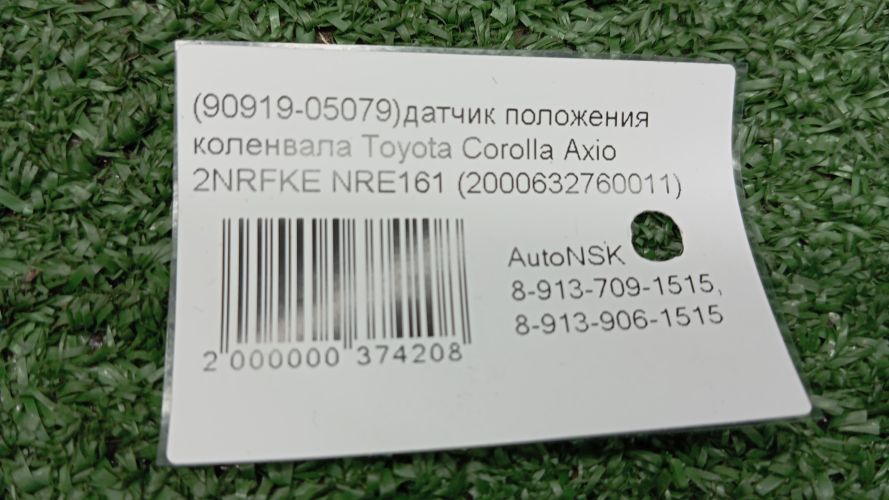 (90919-05079)датчик положения
коленвала Toyota Corolla Axio
2NRFKE NRE161 (2000632760011)
AutoNSK
8-913-709-1515,
8-913-906-1515
2 000000 374208